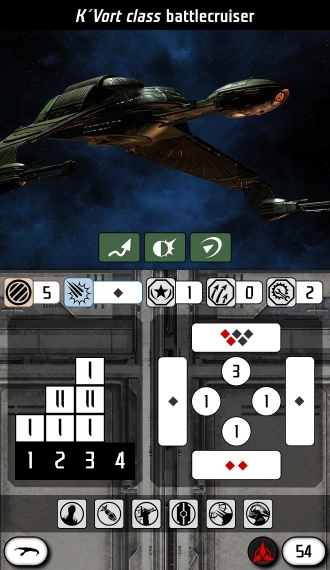 K´Vort class battlecruiser
5 1 0 2
I
II II
I I I
1 2 3 4
3
1 1
1
54